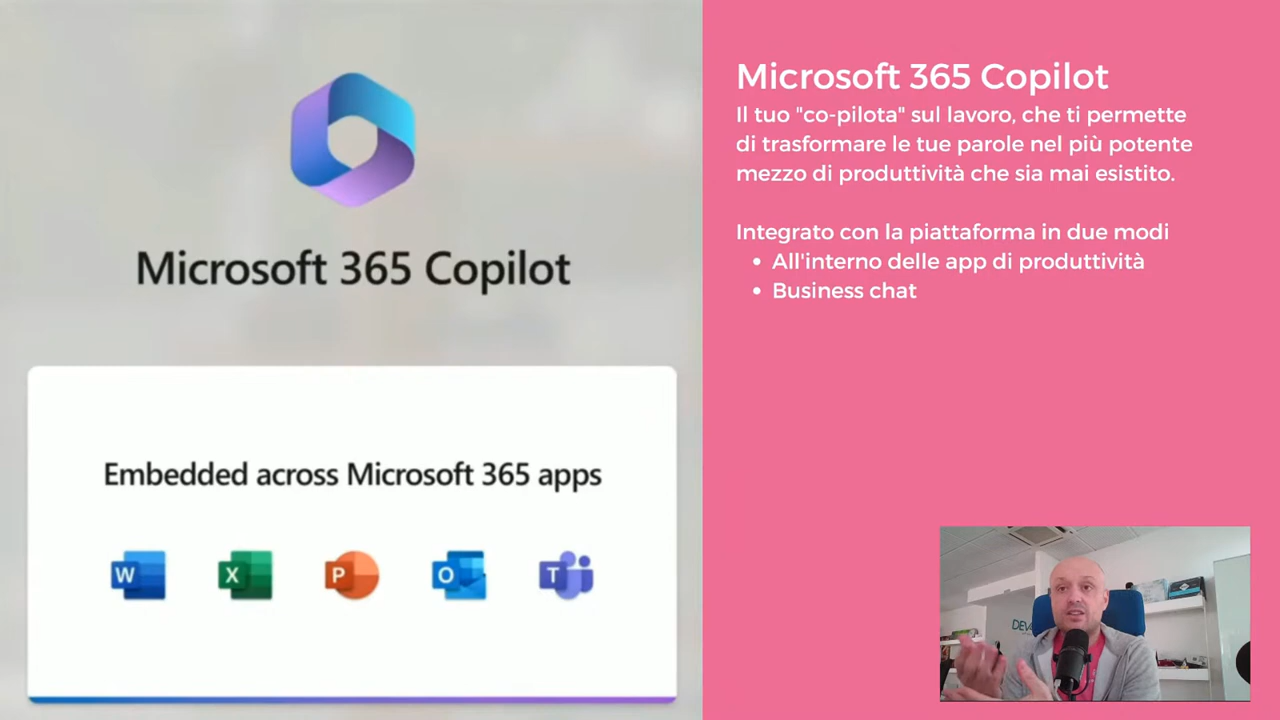 Microsoft 365 Copilot
Embedded across Microsoft 365 apps
W
X
P
O
T
Microsoft 365 Copilot
Il tuo "co-pilota" sul lavoro, che ti permette
di trasformare le tue parole nel più potente
mezzo di produttività che sia mai esistito.
Integrato con la piattaforma in due modi
• All'interno delle app di produttività
• Business chat